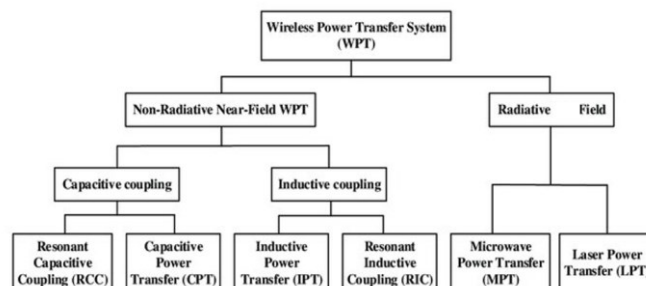 Wireless Power Transfer System
(WPT)
Non-Radiative Near-Field WPT
Radiative Field
Capacitive coupling
Inductive coupling
Resonant
Capacitive
Coupling (RCC)
Capacitive
Power
Transfer (CPT)
Inductive
Power
Transfer (IPT)
Resonant
Inductive
Coupling (RIC)
Microwave
Power Transfer
(MPT)
Laser Power
Transfer (LPT)